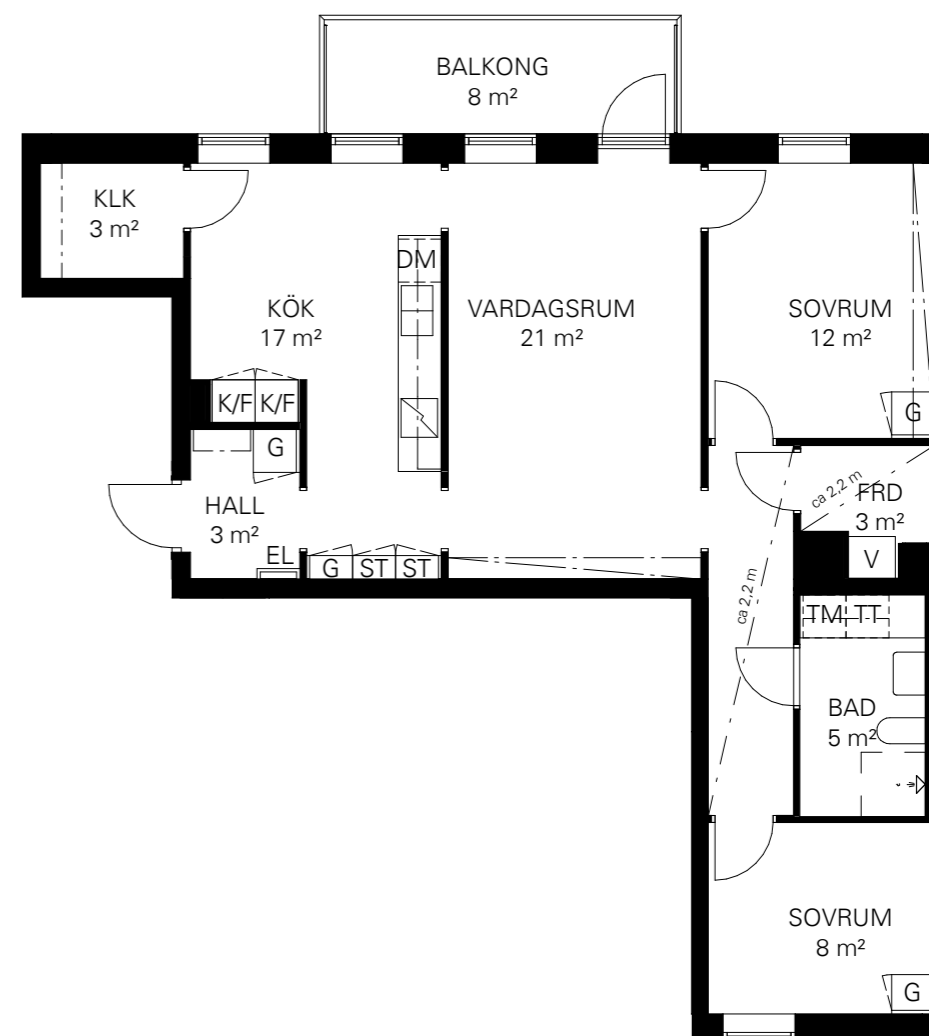 BALKONG
8 m²
KLK
3 m²
DM
KÖK
17 m²
VARDAGSRUM
21 m²
SOVRUM
12 m²
K/F K/F
G
G
HALL
3 m²
EL
G ST ST
ca 2,2 m
FRD
3 m²
V
ca 2,2 m
TM TT
BAD
5 m²
SOVRUM
8 m²
G